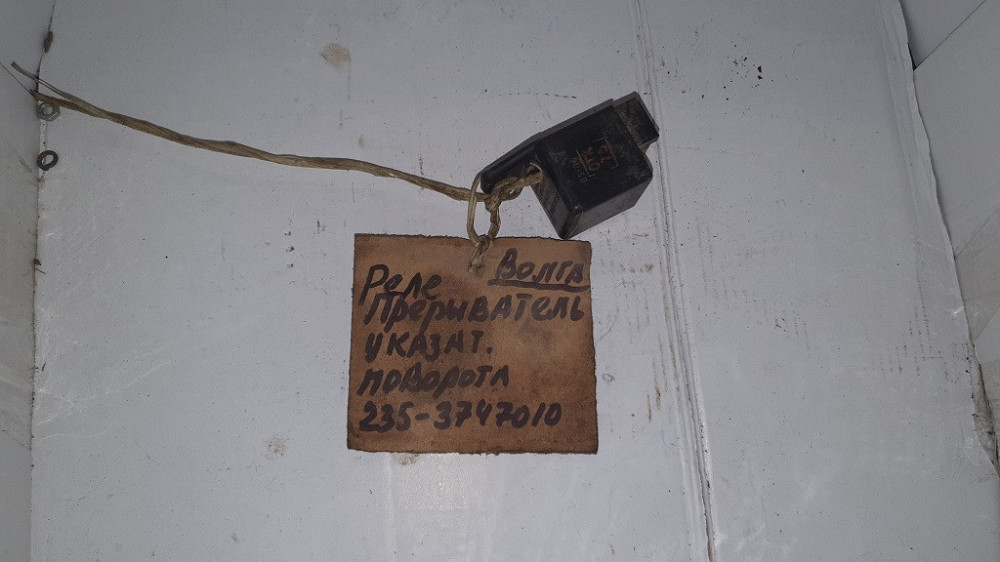 Волга
Реле
Прерыватель
указат.
поворота
235-3747010